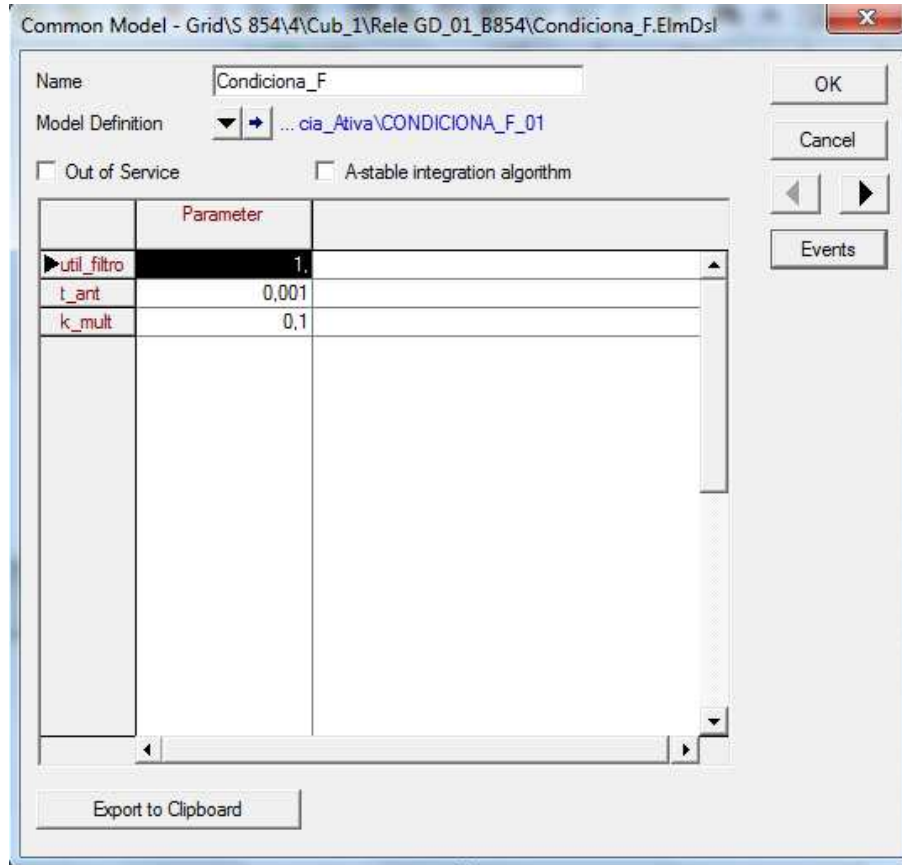 Common Model - Grid\S 854\4\Cub_1\Rele GD_01_B854\Condiciona_F.ElmDsl
Name Condiciona_F
OK
Model Definition ... cia_Ativa\CONDICIONA_F_01
Cancel
Out of Service A-stable integration algorithm
Parameter
Events
util_filtro 1,
t_ant 0,001
k_mult 0,1
Export to Clipboard